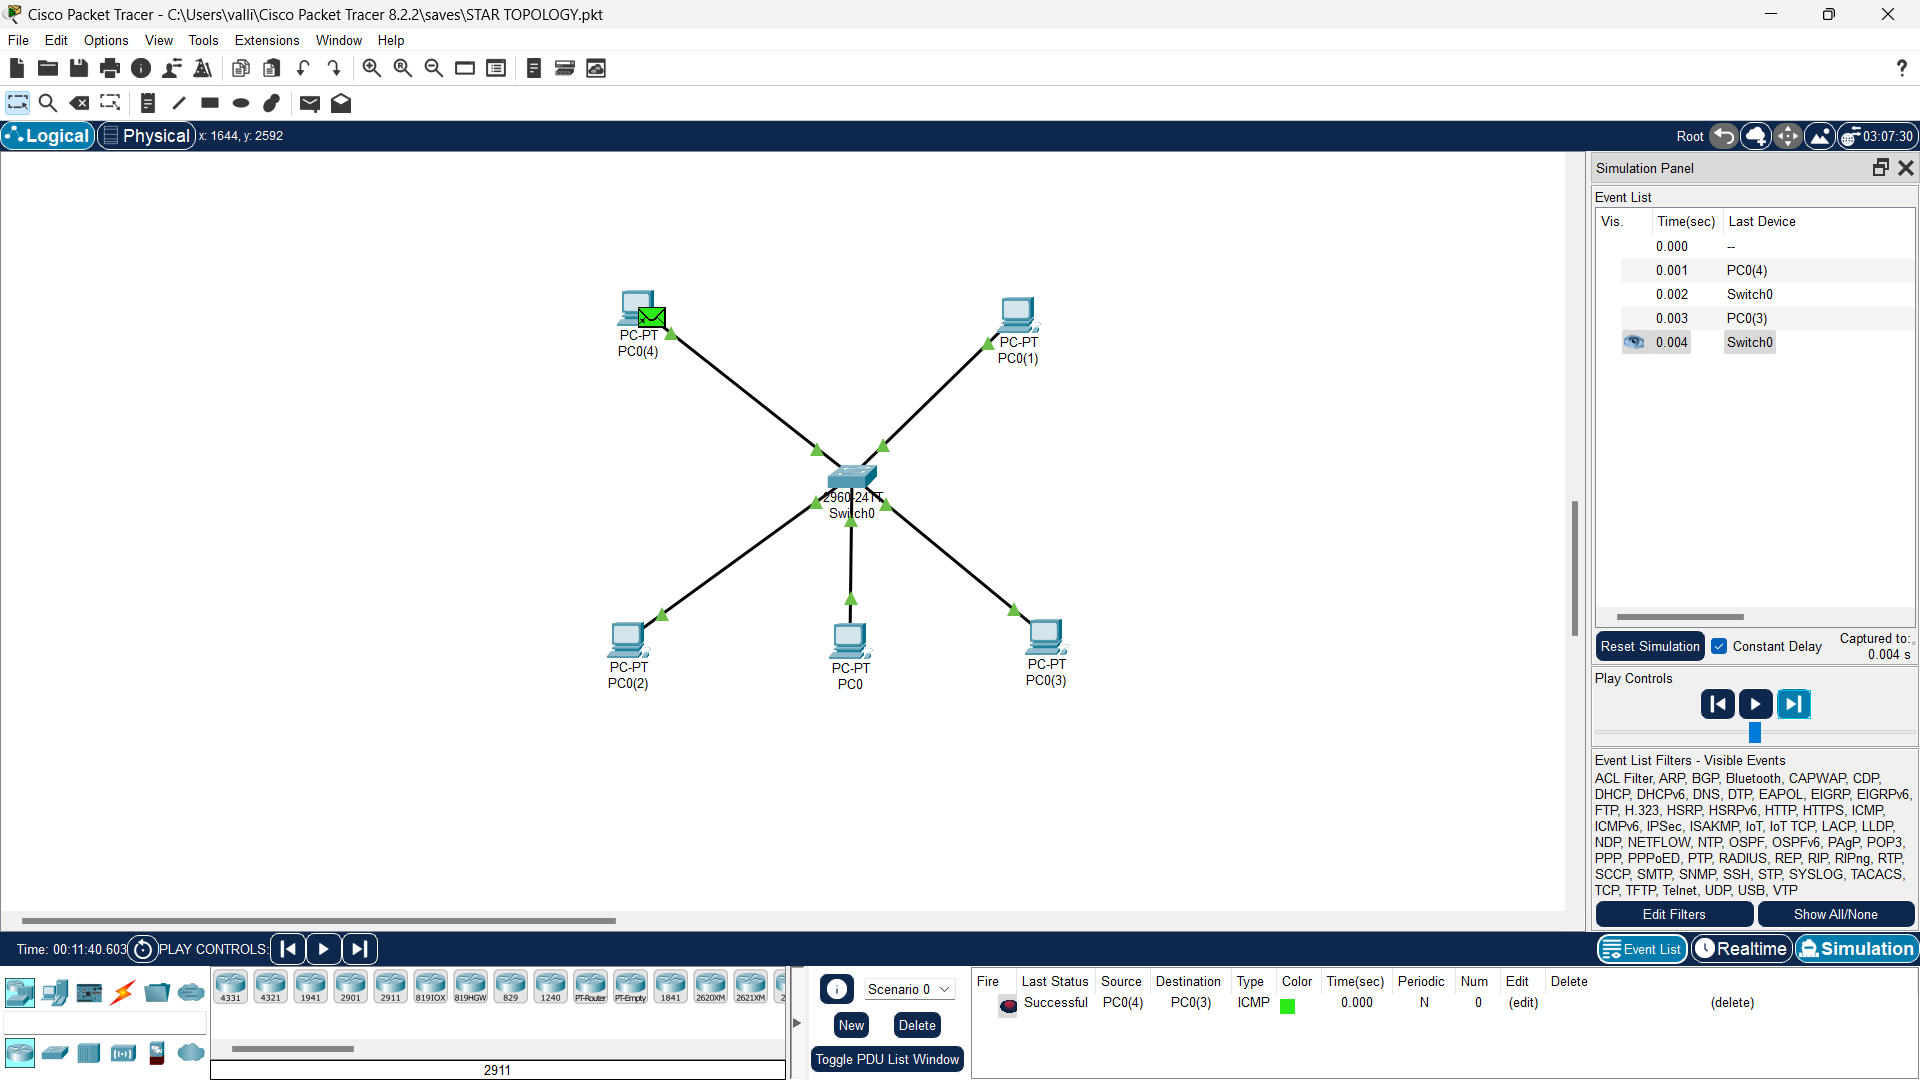 Cisco Packet Tracer - C:\Users\valli\Cisco Packet Tracer 8.2.2\saves\STAR TOPOLOGY.pkt
File Edit Options View Tools Extensions Window Help
?
Logical Physical x: 1644, y: 2592
Root 03:07:30
Simulation Panel
Event List
Vis. Time(sec) Last Device
0.000 --
0.001 PC0(4)
0.002 Switch0
0.003 PC0(3)
0.004 Switch0
PC-PT
PC0(4)
PC-PT
PC0(1)
2960-24TT
Switch0
PC-PT
PC0(2)
PC-PT
PC0
PC-PT
PC0(3)
Reset Simulation Constant Delay Captured to:
0.004 s
Play Controls
Event List Filters - Visible Events
ACL Filter, ARP, BGP, Bluetooth, CAPWAP, CDP,
DHCP, DHCPv6, DNS, DTP, EAPOL, EIGRP, EIGRPv6,
FTP, H.323, HSRP, HSRPv6, HTTP, HTTPS, ICMP,
ICMPv6, IPSec, ISAKMP, IoT, IoT TCP, LACP, LLDP,
NDP, NETFLOW, NTP, OSPF, OSPFv6, PAgP, POP3,
PPP, PPPoED, PTP, RADIUS, REP, RIP, RIPng, RTP,
SCCP, SMTP, SNMP, SSH, STP, SYSLOG, TACACS,
TCP, TFTP, Telnet, UDP, USB, VTP
Edit Filters Show All/None
Time: 00:11:40.603 PLAY CONTROLS:
Event List Realtime Simulation
4331 4321 1941 2901 2911 819IOX 819HGW 829 1240 PT-Router PT-Empty 1841 2620XM 2621XM 2
2911
Scenario 0
New Delete
Toggle PDU List Window
Fire Last Status Source Destination Type Color Time(sec) Periodic Num Edit Delete
Successful PC0(4) PC0(3) ICMP 0.000 N 0 (edit) (delete)